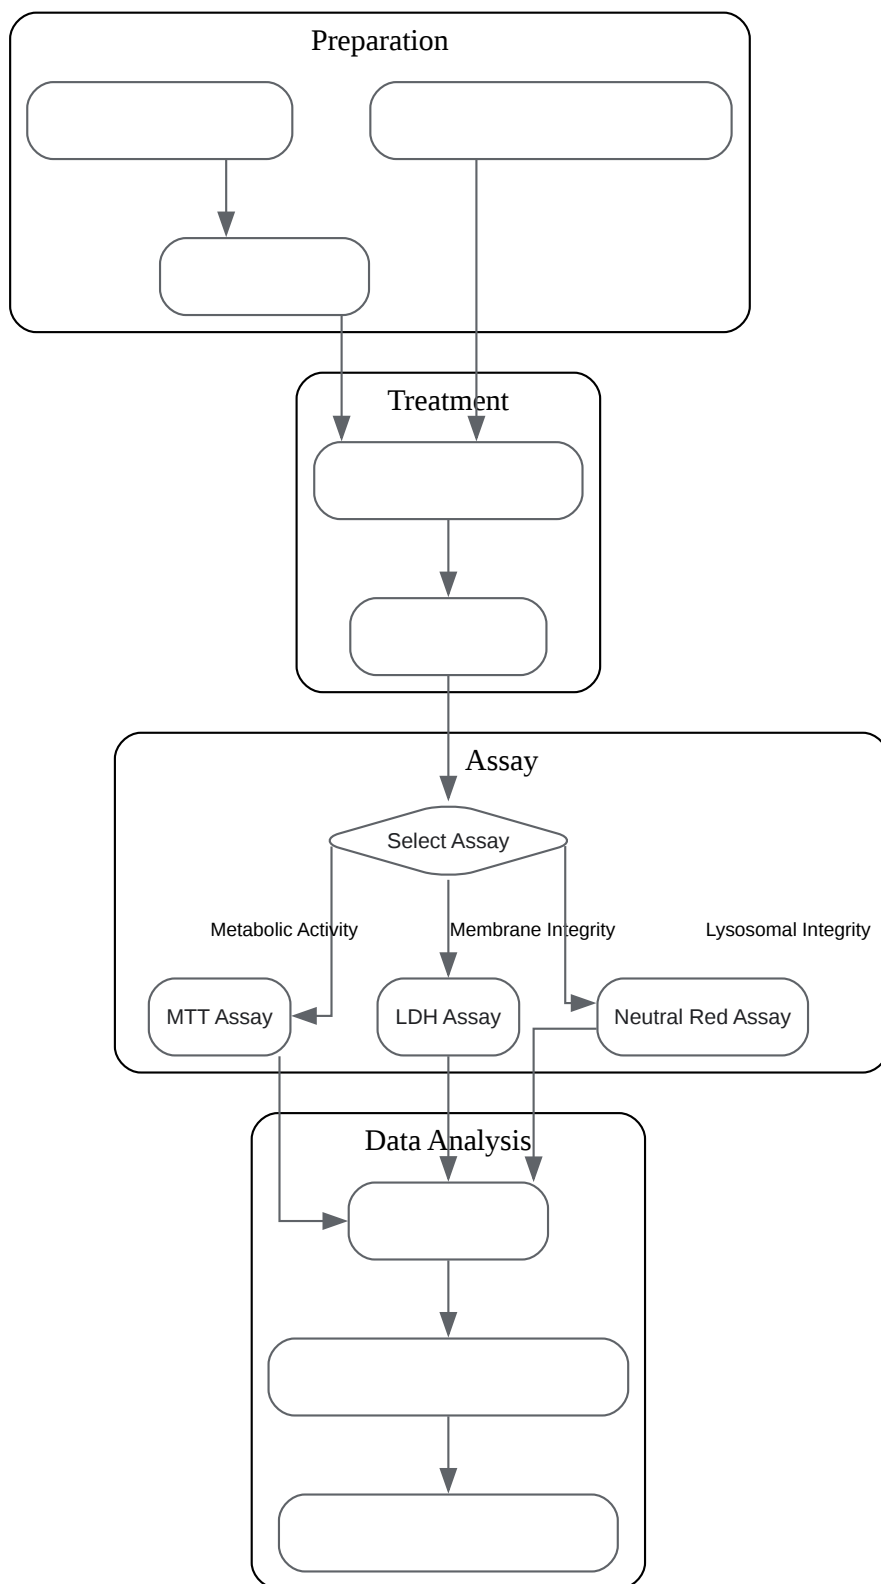 Preparation
Treatment
Assay
Select Assay
Metabolic Activity
Membrane Integrity
Lysosomal Integrity
MTT Assay
LDH Assay
Neutral Red Assay
Data Analysis